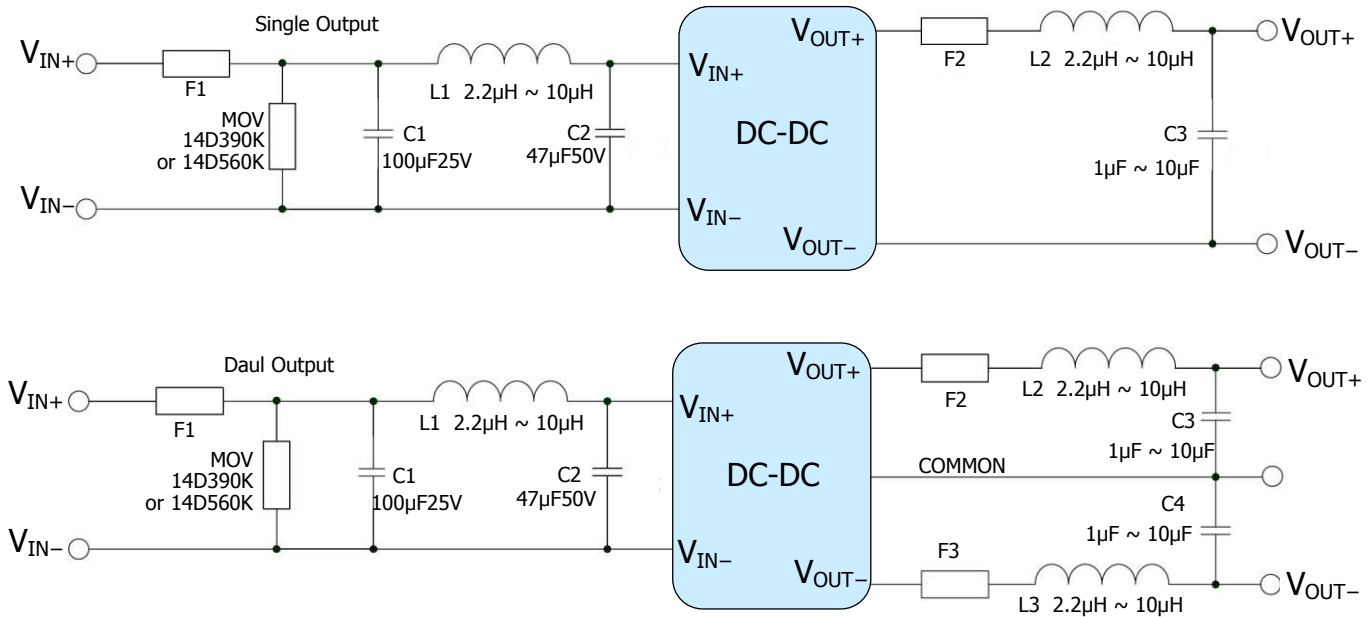 Single Output
VIN+
F1
MOV
14D390K
or 14D560K
C1
100µF25V
L1 2.2µH ~ 10µH
C2
47µF50V
VIN−
VIN+
DC-DC
VIN−
VOUT+
VOUT−
F2
L2 2.2µH ~ 10µH
C3
1µF ~ 10µF
VOUT+
VOUT−
Daul Output
VIN+
F1
MOV
14D390K
or 14D560K
C1
100µF25V
L1 2.2µH ~ 10µH
C2
47µF50V
VIN−
VIN+
DC-DC
VIN−
VOUT+
VOUT−
F2
L2 2.2µH ~ 10µH
C3
1µF ~ 10µF
COMMON
C4
1µF ~ 10µF
F3
L3 2.2µH ~ 10µH
VOUT+
VOUT−